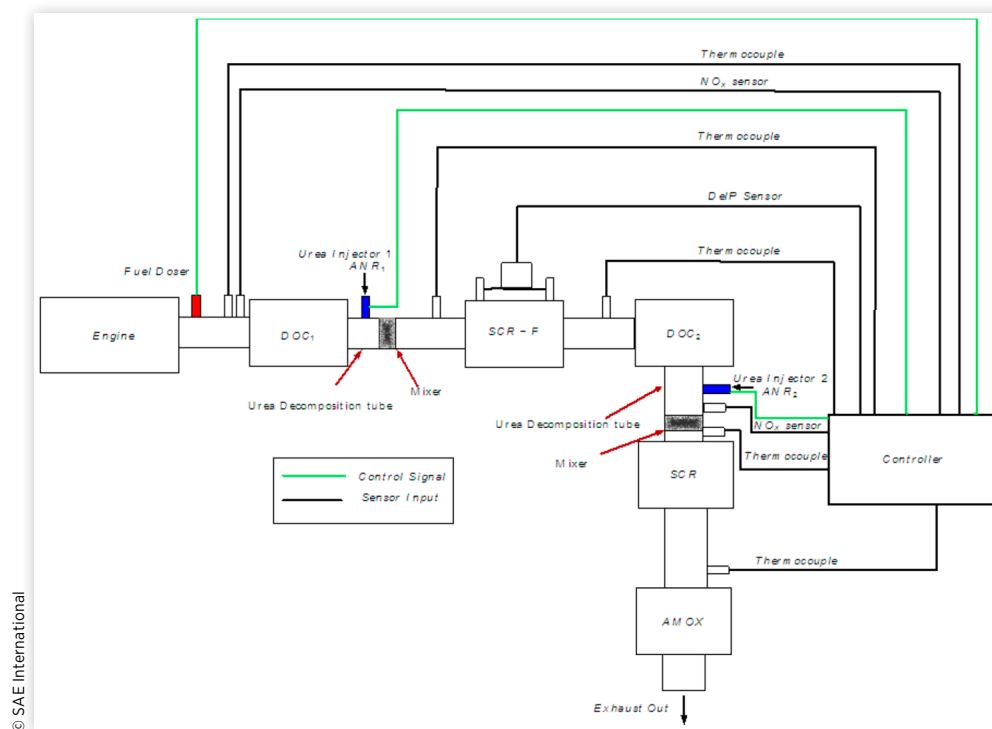 Thermocouple
NOₓ sensor
Thermocouple
DelP Sensor
Thermocouple
Urea Injector 1
ANR₁
Fuel Doser
Engine
DOC₁
SCR – F
DOC₂
Mixer
Urea Decomposition tube
Urea Injector 2
ANR₂
Urea Decomposition tube
NOₓ sensor
Mixer
Thermocouple
Controller
SCR
Control Signal
Sensor Input
Thermocouple
AMOX
Exhaust Out
© SAE International